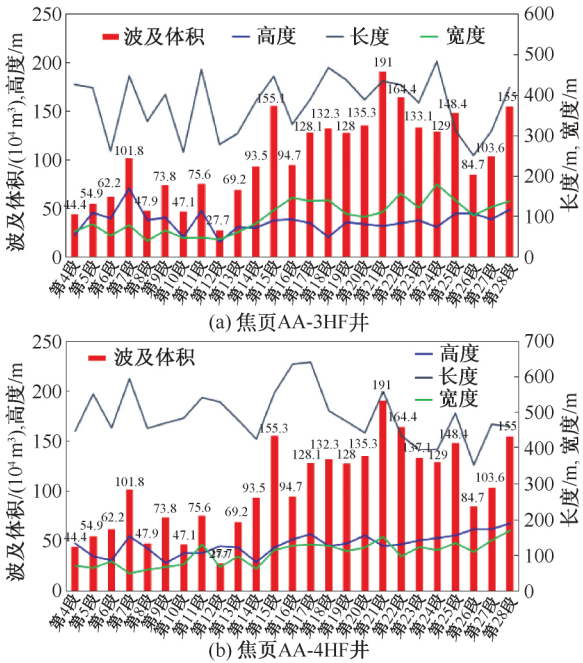 波及体积 高度 长度 宽度
波及体积/(10⁴ m³),高度/m
长度/m, 宽度/m
250
200
150
100
50
0
600
500
400
300
200
100
0
44.4 54.9 62.2 101.8 47.9 73.8 47.1 75.6 27.7 69.2 93.5 155.1 94.7 128.1 132.3 128 135.3 191 164.4 133.1 129 148.4 84.7 103.6 155
第4段 第5段 第6段 第7段 第8段 第9段 第10段 第11段 第12段 第13段 第14段 第15段 第16段 第17段 第18段 第19段 第20段 第21段 第22段 第23段 第24段 第25段 第26段 第27段 第28段
(a) 焦页AA-3HF井
波及体积
高度
长度
宽度
波及体积/(10⁴ m³),高度/m
长度/m, 宽度/m
250
200
150
100
50
0
700
600
500
400
300
200
100
0
44.4 54.9 62.2 101.8 47.9 73.8 47.1 75.6 27.7 69.2 93.5 155.3 94.7 128.1 132.3 128 135.3 191 164.4 137.1 129 148.4 84.7 103.6 155
第4段 第5段 第6段 第7段 第8段 第9段 第10段 第11段 第12段 第13段 第14段 第15段 第16段 第17段 第18段 第19段 第20段 第21段 第22段 第23段 第24段 第25段 第26段 第27段 第28段
(b) 焦页AA-4HF井